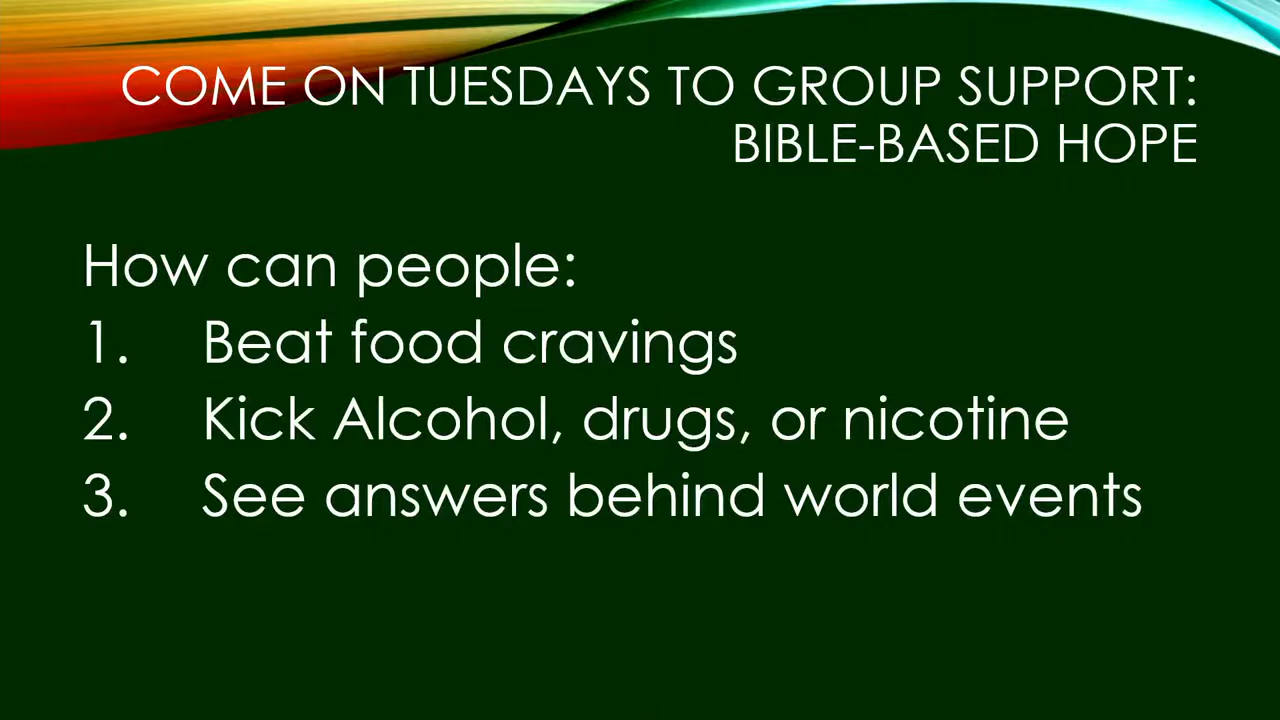 COME ON TUESDAYS TO GROUP SUPPORT:
BIBLE-BASED HOPE
How can people:
1. Beat food cravings
2. Kick Alcohol, drugs, or nicotine
3. See answers behind world events